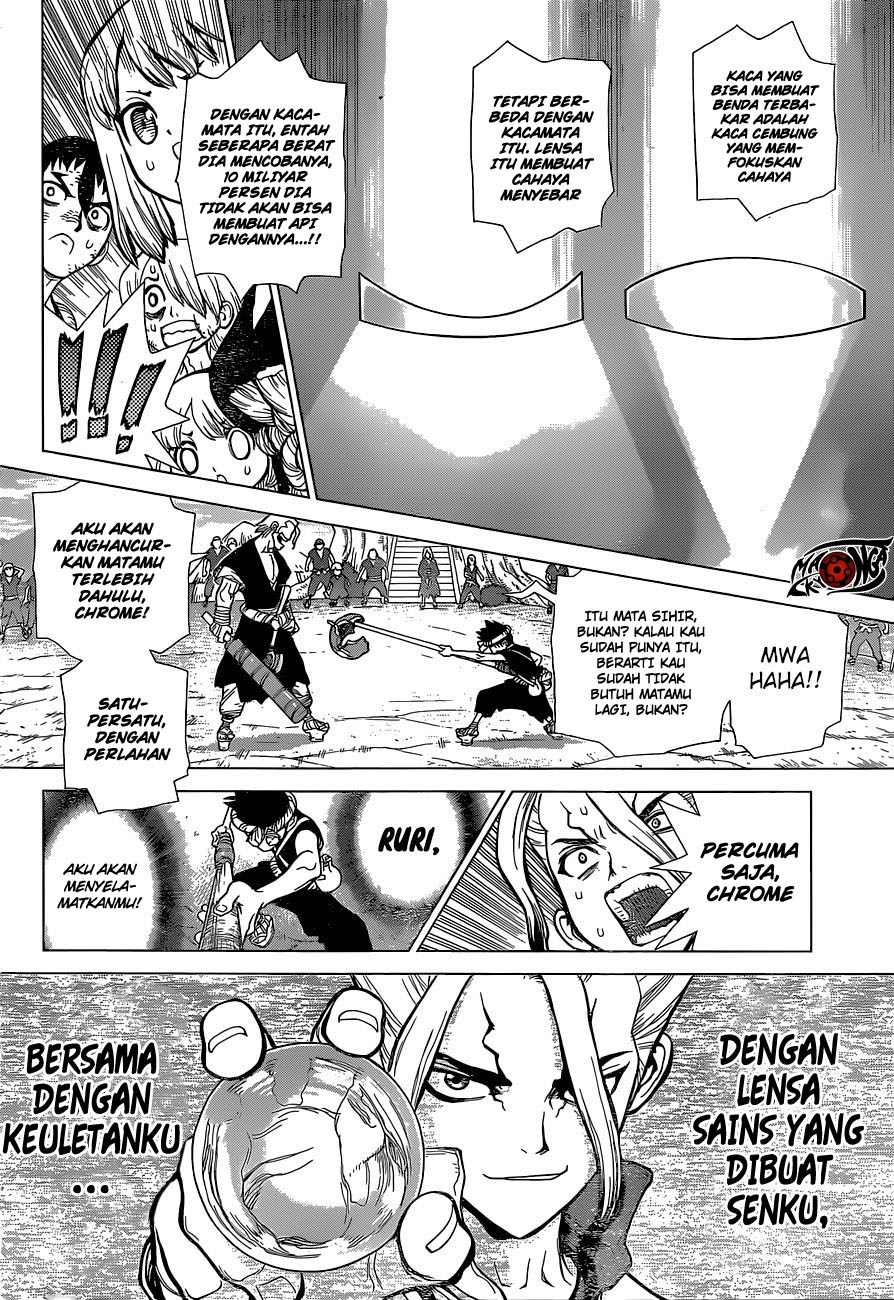 KACA YANG
BISA MEMBUAT
BENDA TERBA-
KAR ADALAH
KACA CEMBUNG
YANG MEM-
FOKUSKAN
CAHAYA
TETAPI BER-
BEDA DENGAN
KACAMATA
ITU. LENSA
ITU MEMBUAT
CAHAYA
MENYEBAR
DENGAN KACA-
MATA ITU, ENTAH
SEBERAPA BERAT
DIA MENCOBANYA,
10 MILIYAR
PERSEN DIA
TIDAK AKAN BISA
MEMBUAT API
DENGANNYA...!!
!!!
MWA
HAHA!!
ITU MATA SIHIR,
BUKAN? KALAU KAU
SUDAH PUNYA ITU,
BERARTI KAU
SUDAH TIDAK
BUTUH MATAMU
LAGI, BUKAN?
AKU AKAN
MENGHANCUR-
KAN MATAMU
TERLEBIH
DAHULU,
CHROME!
SATU-
PERSATU,
DENGAN
PERLAHAN
PERCUMA
SAJA,
CHROME
RURI,
AKU AKAN
MENYELA-
MATKANMU!
DENGAN
LENSA
SAINS YANG
DIBUAT
SENKU,
BERSAMA
DENGAN
KEULETANKU
...